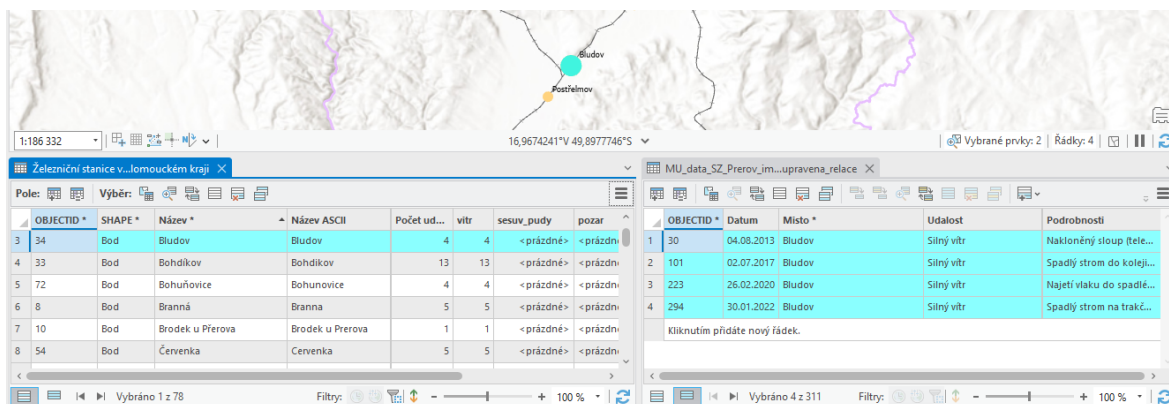 Bludov
Postřelmov
1:186 332
16,9674241°V 49,8977746°S
Vybrané prvky: 2
Řádky: 4
Železniční stanice v...lomouckém kraji
Pole:
Výběr:
OBJECTID * SHAPE * Název * Název ASCII Počet ud... vitr sesuv_pudy pozar
3 34 Bod Bludov Bludov 4 4 <prázdné> <prázdn
4 33 Bod Bohdíkov Bohdikov 13 13 <prázdné> <prázdn
5 72 Bod Bohuňovice Bohunovice 4 4 <prázdné> <prázdn
6 8 Bod Branná Branna 5 5 <prázdné> <prázdn
7 10 Bod Brodek u Přerova Brodek u Prerova 1 1 <prázdné> <prázdn
8 54 Bod Červenka Cervenka 5 5 <prázdné> <prázdn
Vybráno 1 z 78
Filtry:
100 %
MU_data_SZ_Prerov_im...upravena_relace
OBJECTID * Datum Misto * Udalost Podrobnosti
1 30 04.08.2013 Bludov Silný vítr Nakloněný sloup (tele...
2 101 02.07.2017 Bludov Silný vítr Spadlý strom do koleji...
3 223 26.02.2020 Bludov Silný vítr Najetí vlaku do spadlé...
4 294 30.01.2022 Bludov Silný vítr Spadlý strom na trakč...
Kliknutím přidáte nový řádek.
Vybráno 4 z 311
Filtry:
100 %